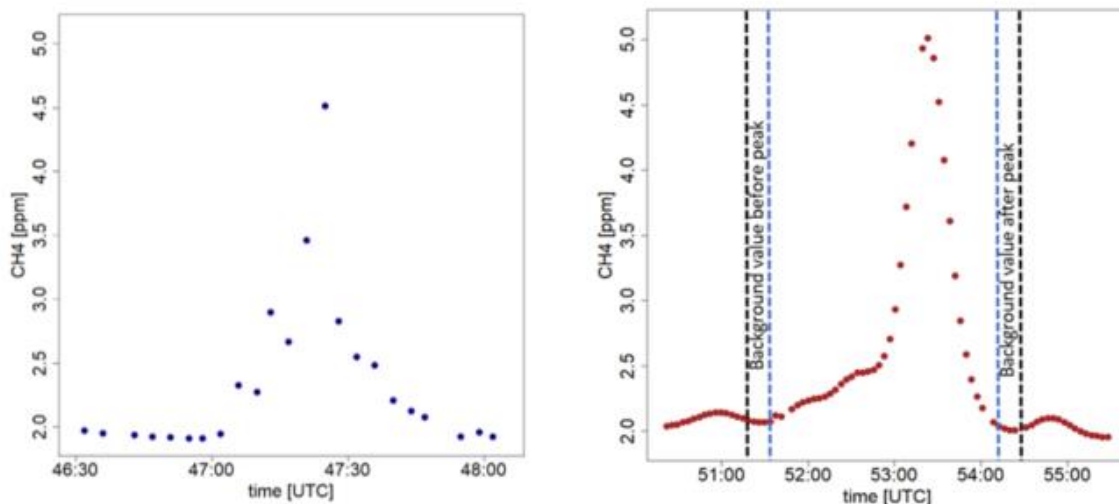 5.0
4.5
4.0
3.5
3.0
2.5
2.0
CH4 [ppm]
46:30 47:00 47:30 48:00
time [UTC]
5.0
4.5
4.0
3.5
3.0
2.5
2.0
CH4 [ppm]
Background value before peak
Background value after peak
51:00 52:00 53:00 54:00 55:00
time [UTC]